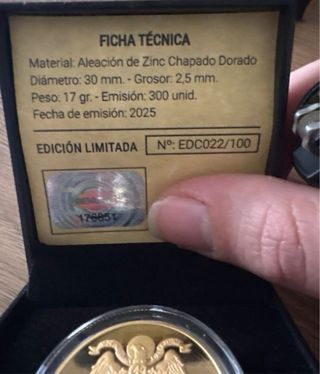 FICHA TÉCNICA
Material: Aleación de Zinc Chapado Dorado
Diámetro: 30 mm. - Grosor: 2,5 mm.
Peso: 17 gr. - Emisión: 300 unid.
Fecha de emisión: 2025
EDICIÓN LIMITADA Nº: EDC022/100
176851